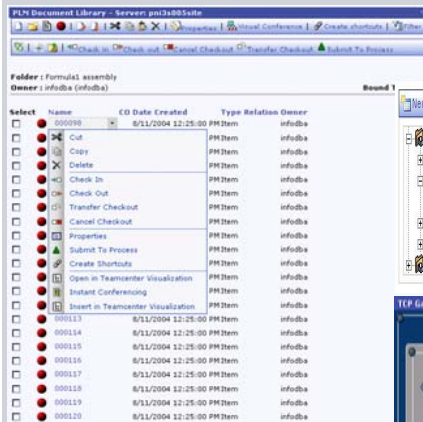 PLM Document Library - Server: pni3s005site
Properties Visual Conference Create shortcuts Filter
Check in Check out Cancel Checkout Transfer Checkout Submit To Process
Folder : Formula1 assembly
Owner : infodba (infodba) Bound T
Select Name CO Date Created Type Relation Owner
000098 8/11/2004 12:25:00 PM Item infodba
Cut PM Item infodba
Copy PM Item infodba
Delete PM Item infodba
Check In PM Item infodba
Check Out PM Item infodba
Transfer Checkout PM Item infodba
Cancel Checkout PM Item infodba
Properties PM Item infodba
Submit To Process PM Item infodba
Create Shortcuts PM Item infodba
Open in Teamcenter Visualization PM Item infodba
Instant Conferencing PM Item infodba
Insert in Teamcenter Visualization PM Item infodba
000113 8/11/2004 12:25:00 PM Item infodba
000114 8/11/2004 12:25:00 PM Item infodba
000115 8/11/2004 12:25:00 PM Item infodba
000116 8/11/2004 12:25:00 PM Item infodba
000117 8/11/2004 12:25:00 PM Item infodba
000118 8/11/2004 12:25:00 PM Item infodba
000119 8/11/2004 12:25:00 PM Item infodba
000120 8/11/2004 12:25:00 PM Item infodba
Ne
TCP GA